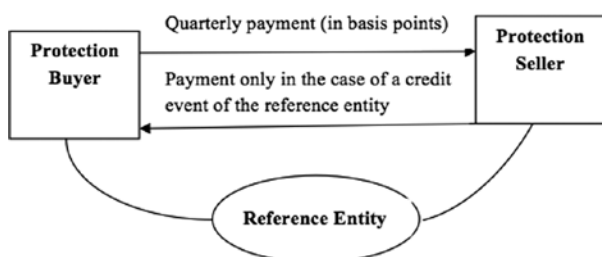 Quarterly payment (in basis points)
Protection
Buyer
Protection
Seller
Payment only in the case of a credit
event of the reference entity
Reference Entity